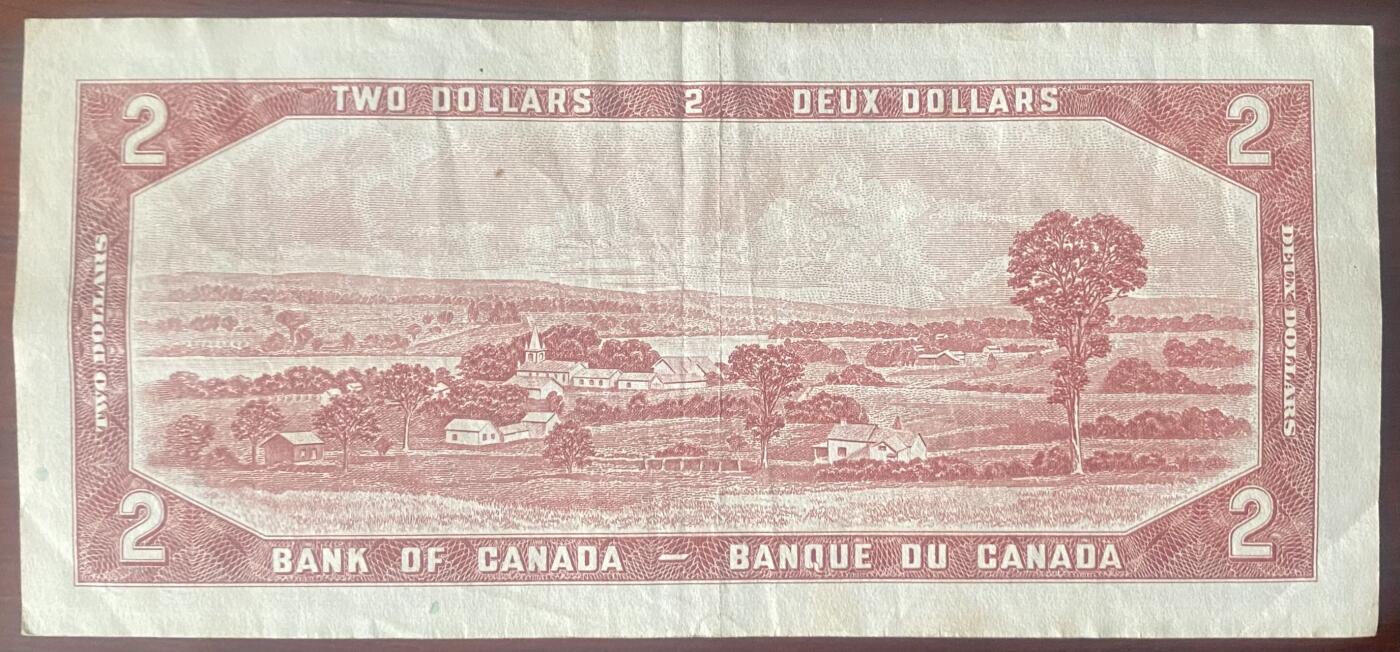 2 TWO DOLLARS 2 DEUX DOLLARS 2
TWO DOLLARS
DEUX DOLLARS
2 BANK OF CANADA — BANQUE DU CANADA 2